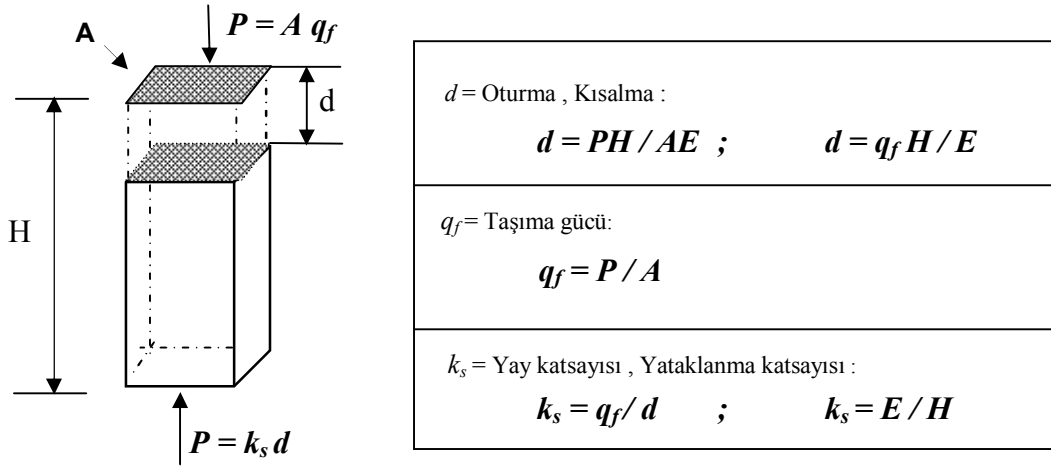 P = A q_f
A
d
H
P = k_s d
d = Oturma , Kısalma :
d = PH / AE ; d = q_f H / E
q_f = Taşıma gücü:
q_f = P / A
k_s = Yay katsayısı , Yataklanma katsayısı :
k_s = q_f / d ; k_s = E / H